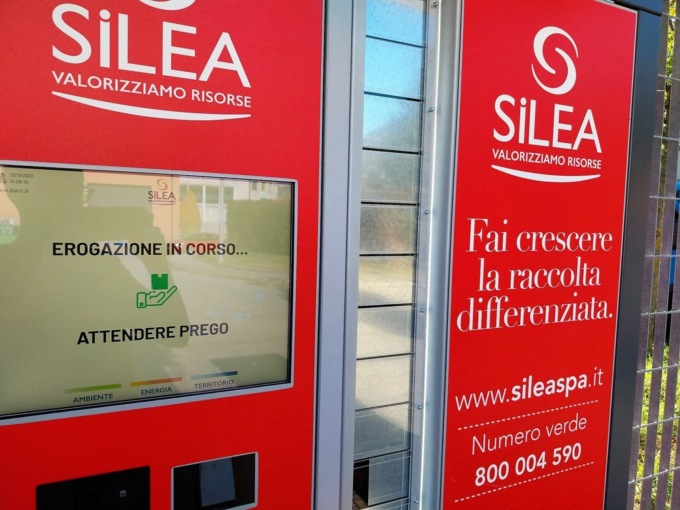 SiLEA
VALORIZZIAMO RISORSE
SILEA
EROGAZIONE IN CORSO...
ATTENDERE PREGO
AMBIENTE
ENERGIA
TERRITORIO
SiLEA
VALORIZZIAMO RISORSE
Fai crescere
la raccolta
differenziata.
www.sileaspa.it
Numero verde
800 004 590